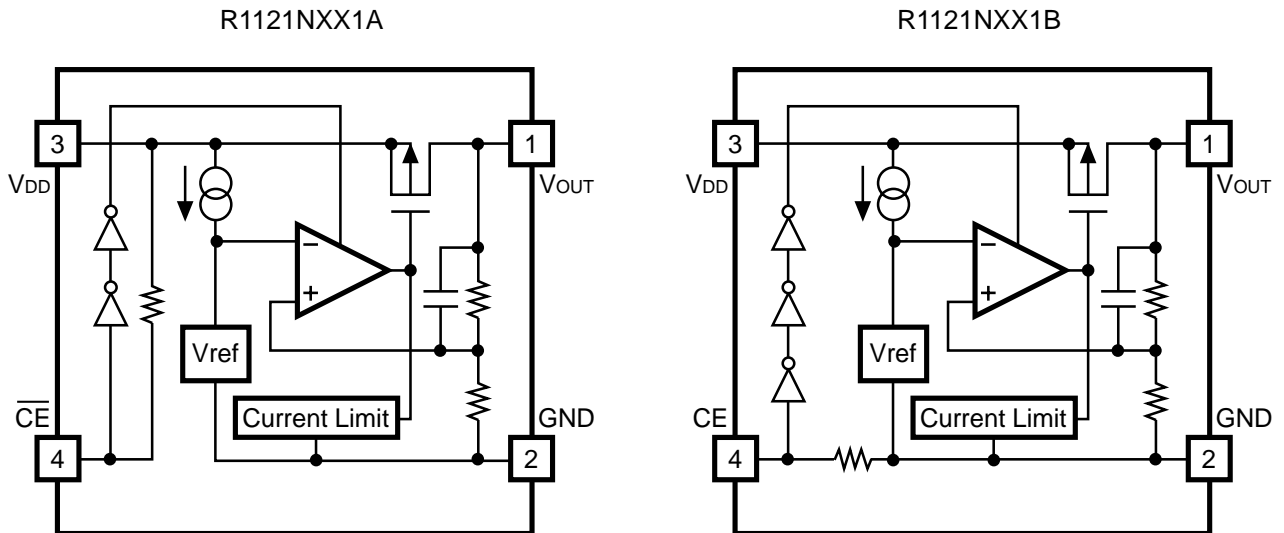 R1121NXX1A
3
VDD
1
VOUT
−
+
Vref
Current Limit
C̅E̅
4
GND
2
R1121NXX1B
3
VDD
1
VOUT
−
+
Vref
Current Limit
CE
4
GND
2